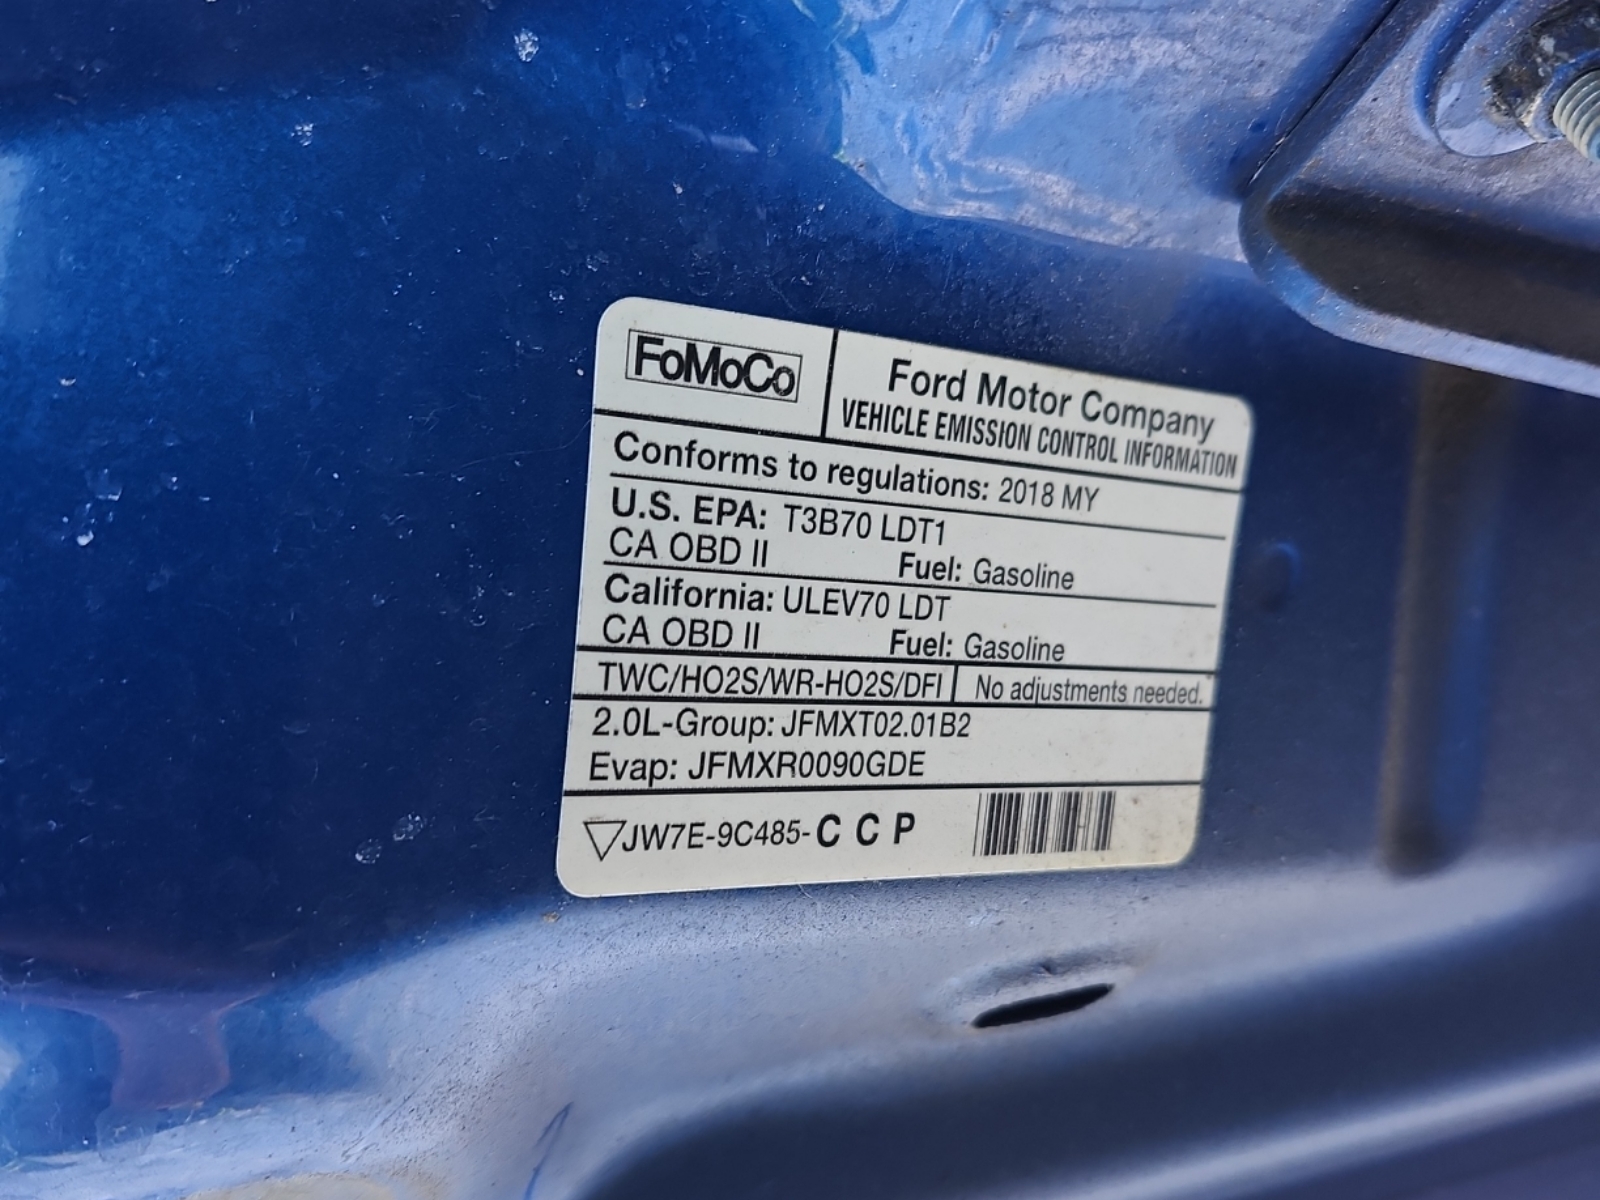 FoMoCo
Ford Motor Company
VEHICLE EMISSION CONTROL INFORMATION
Conforms to regulations: 2018 MY
U.S. EPA: T3B70 LDT1
CA OBD II Fuel: Gasoline
California: ULEV70 LDT
CA OBD II Fuel: Gasoline
TWC/HO2S/WR-HO2S/DFI No adjustments needed.
2.0L-Group: JFMXT02.01B2
Evap: JFMXR0090GDE
JW7E-9C485-C C P